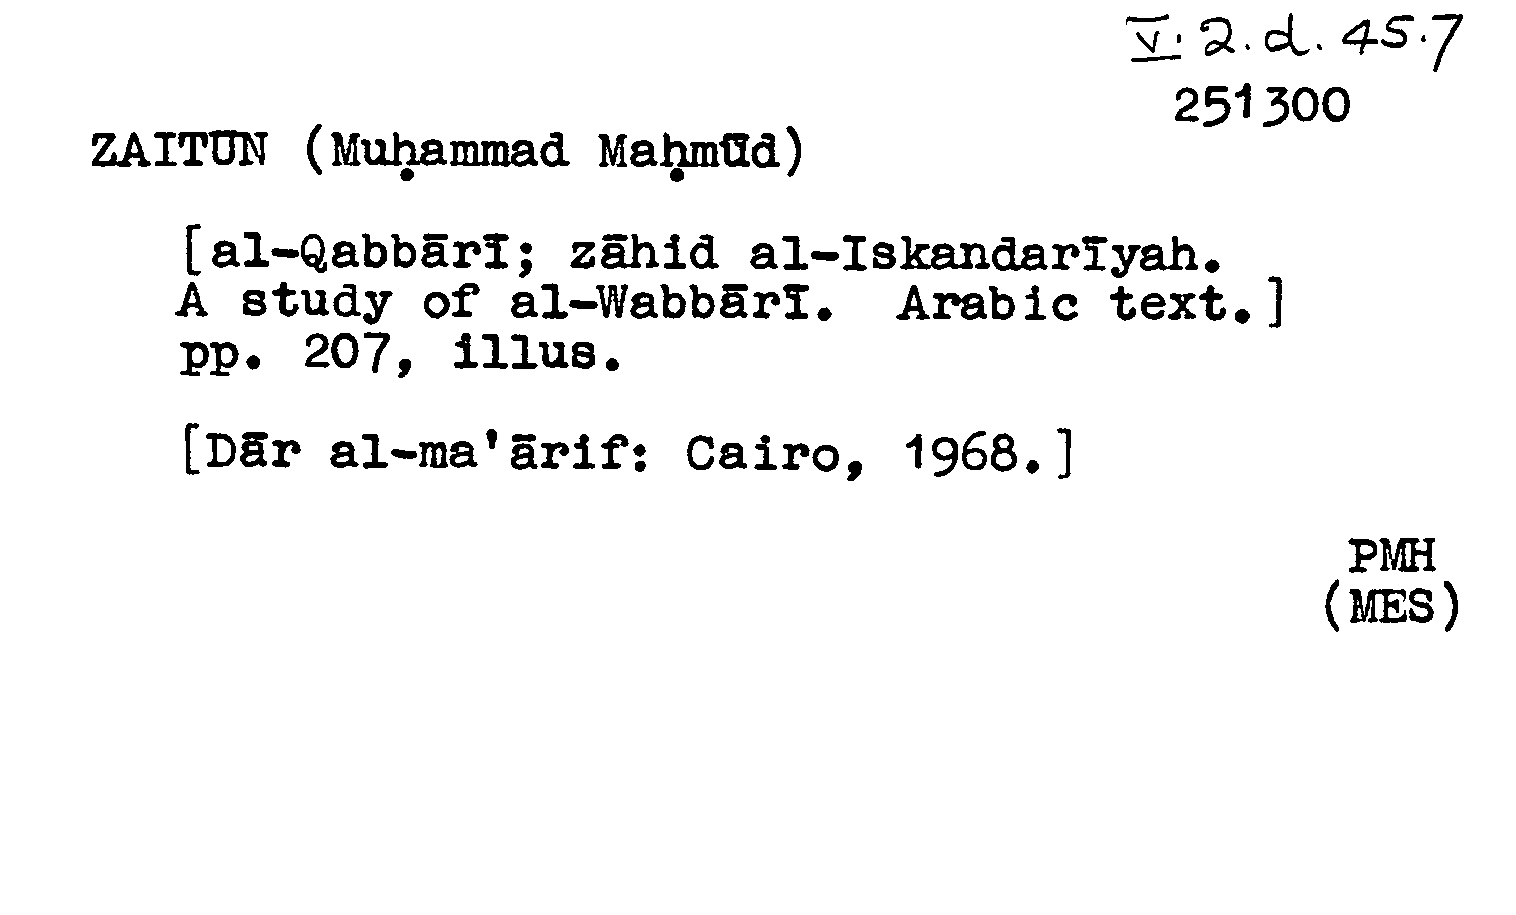 V. 2. d. 45.7
251300
ZAITŪN (Muḥammad Maḥmūd)
[al-Qabbārī; zāhid al-Iskandarīyah.
A study of al-Wabbārī. Arabic text.]
pp. 207, illus.
[Dār al-ma'ārif: Cairo, 1968.]
PMH
(MES)